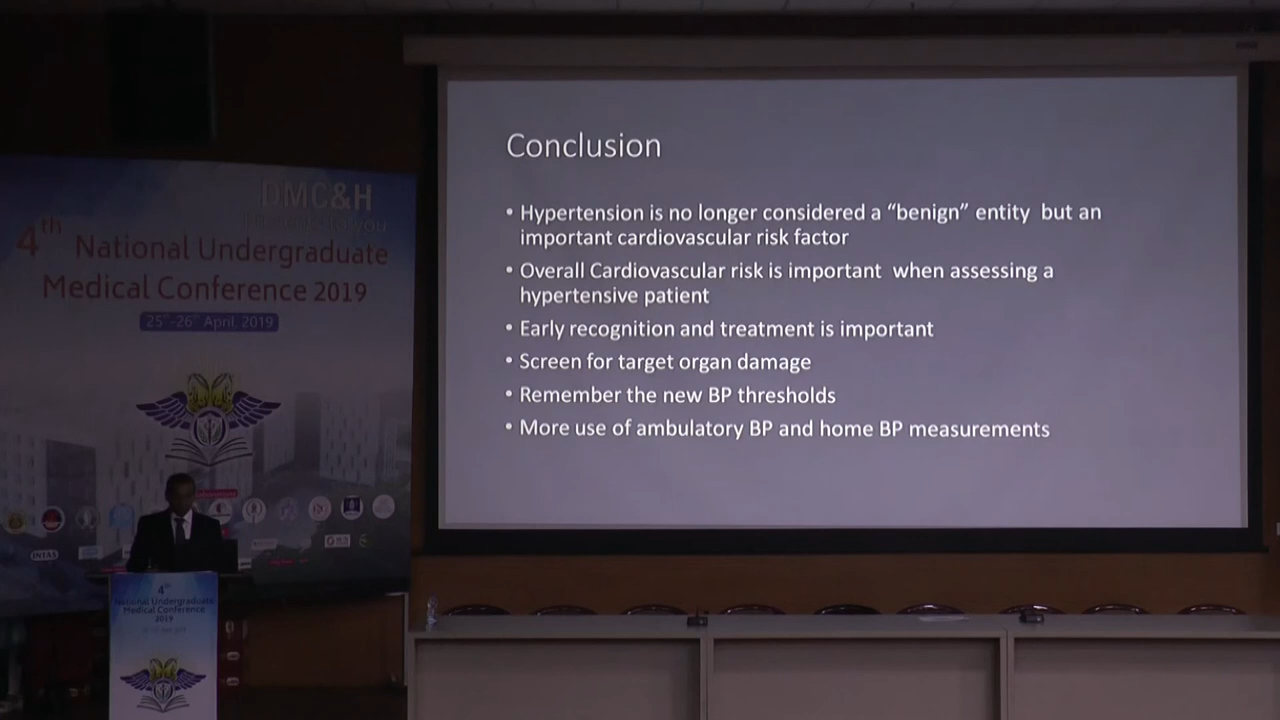 Conclusion
• Hypertension is no longer considered a “benign” entity but an
important cardiovascular risk factor
• Overall Cardiovascular risk is important when assessing a
hypertensive patient
• Early recognition and treatment is important
• Screen for target organ damage
• Remember the new BP thresholds
• More use of ambulatory BP and home BP measurements
DMC&H
4th National Undergraduate
Medical Conference 2019
25th-26th April, 2019
INTAS
4th
National Undergraduate
Medical Conference
2019